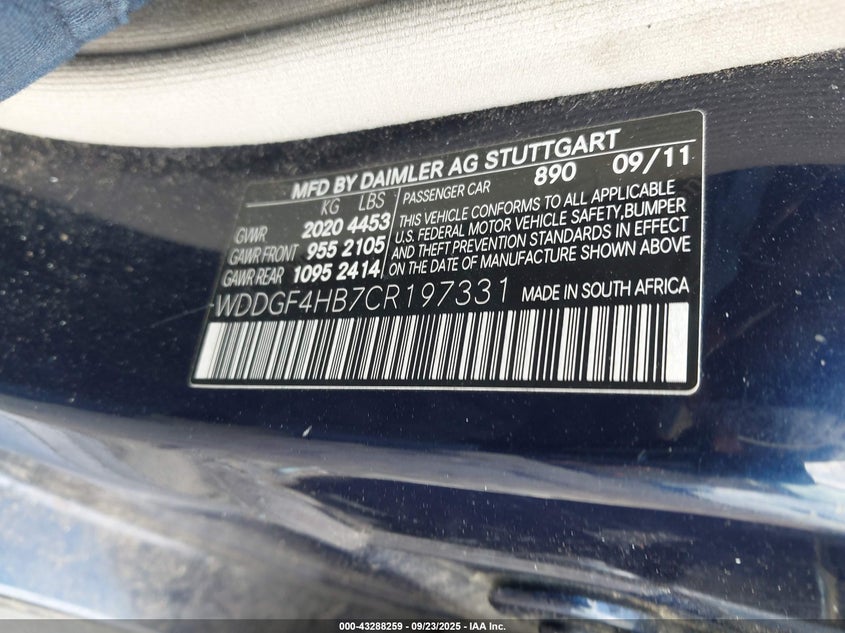 MFD BY DAIMLER AG STUTTGART
KG LBS PASSENGER CAR 890 09/11
GVWR 2020 4453
GAWR FRONT 955 2105
GAWR REAR 1095 2414
THIS VEHICLE CONFORMS TO ALL APPLICABLE
U.S. FEDERAL MOTOR VEHICLE SAFETY, BUMPER
AND THEFT PREVENTION STANDARDS IN EFFECT
ON THE DATE OF MANUFACTURE SHOWN ABOVE
WDDGF4HB7CR197331 MADE IN SOUTH AFRICA
000-43288259 - 09/23/2025 - IAA Inc.